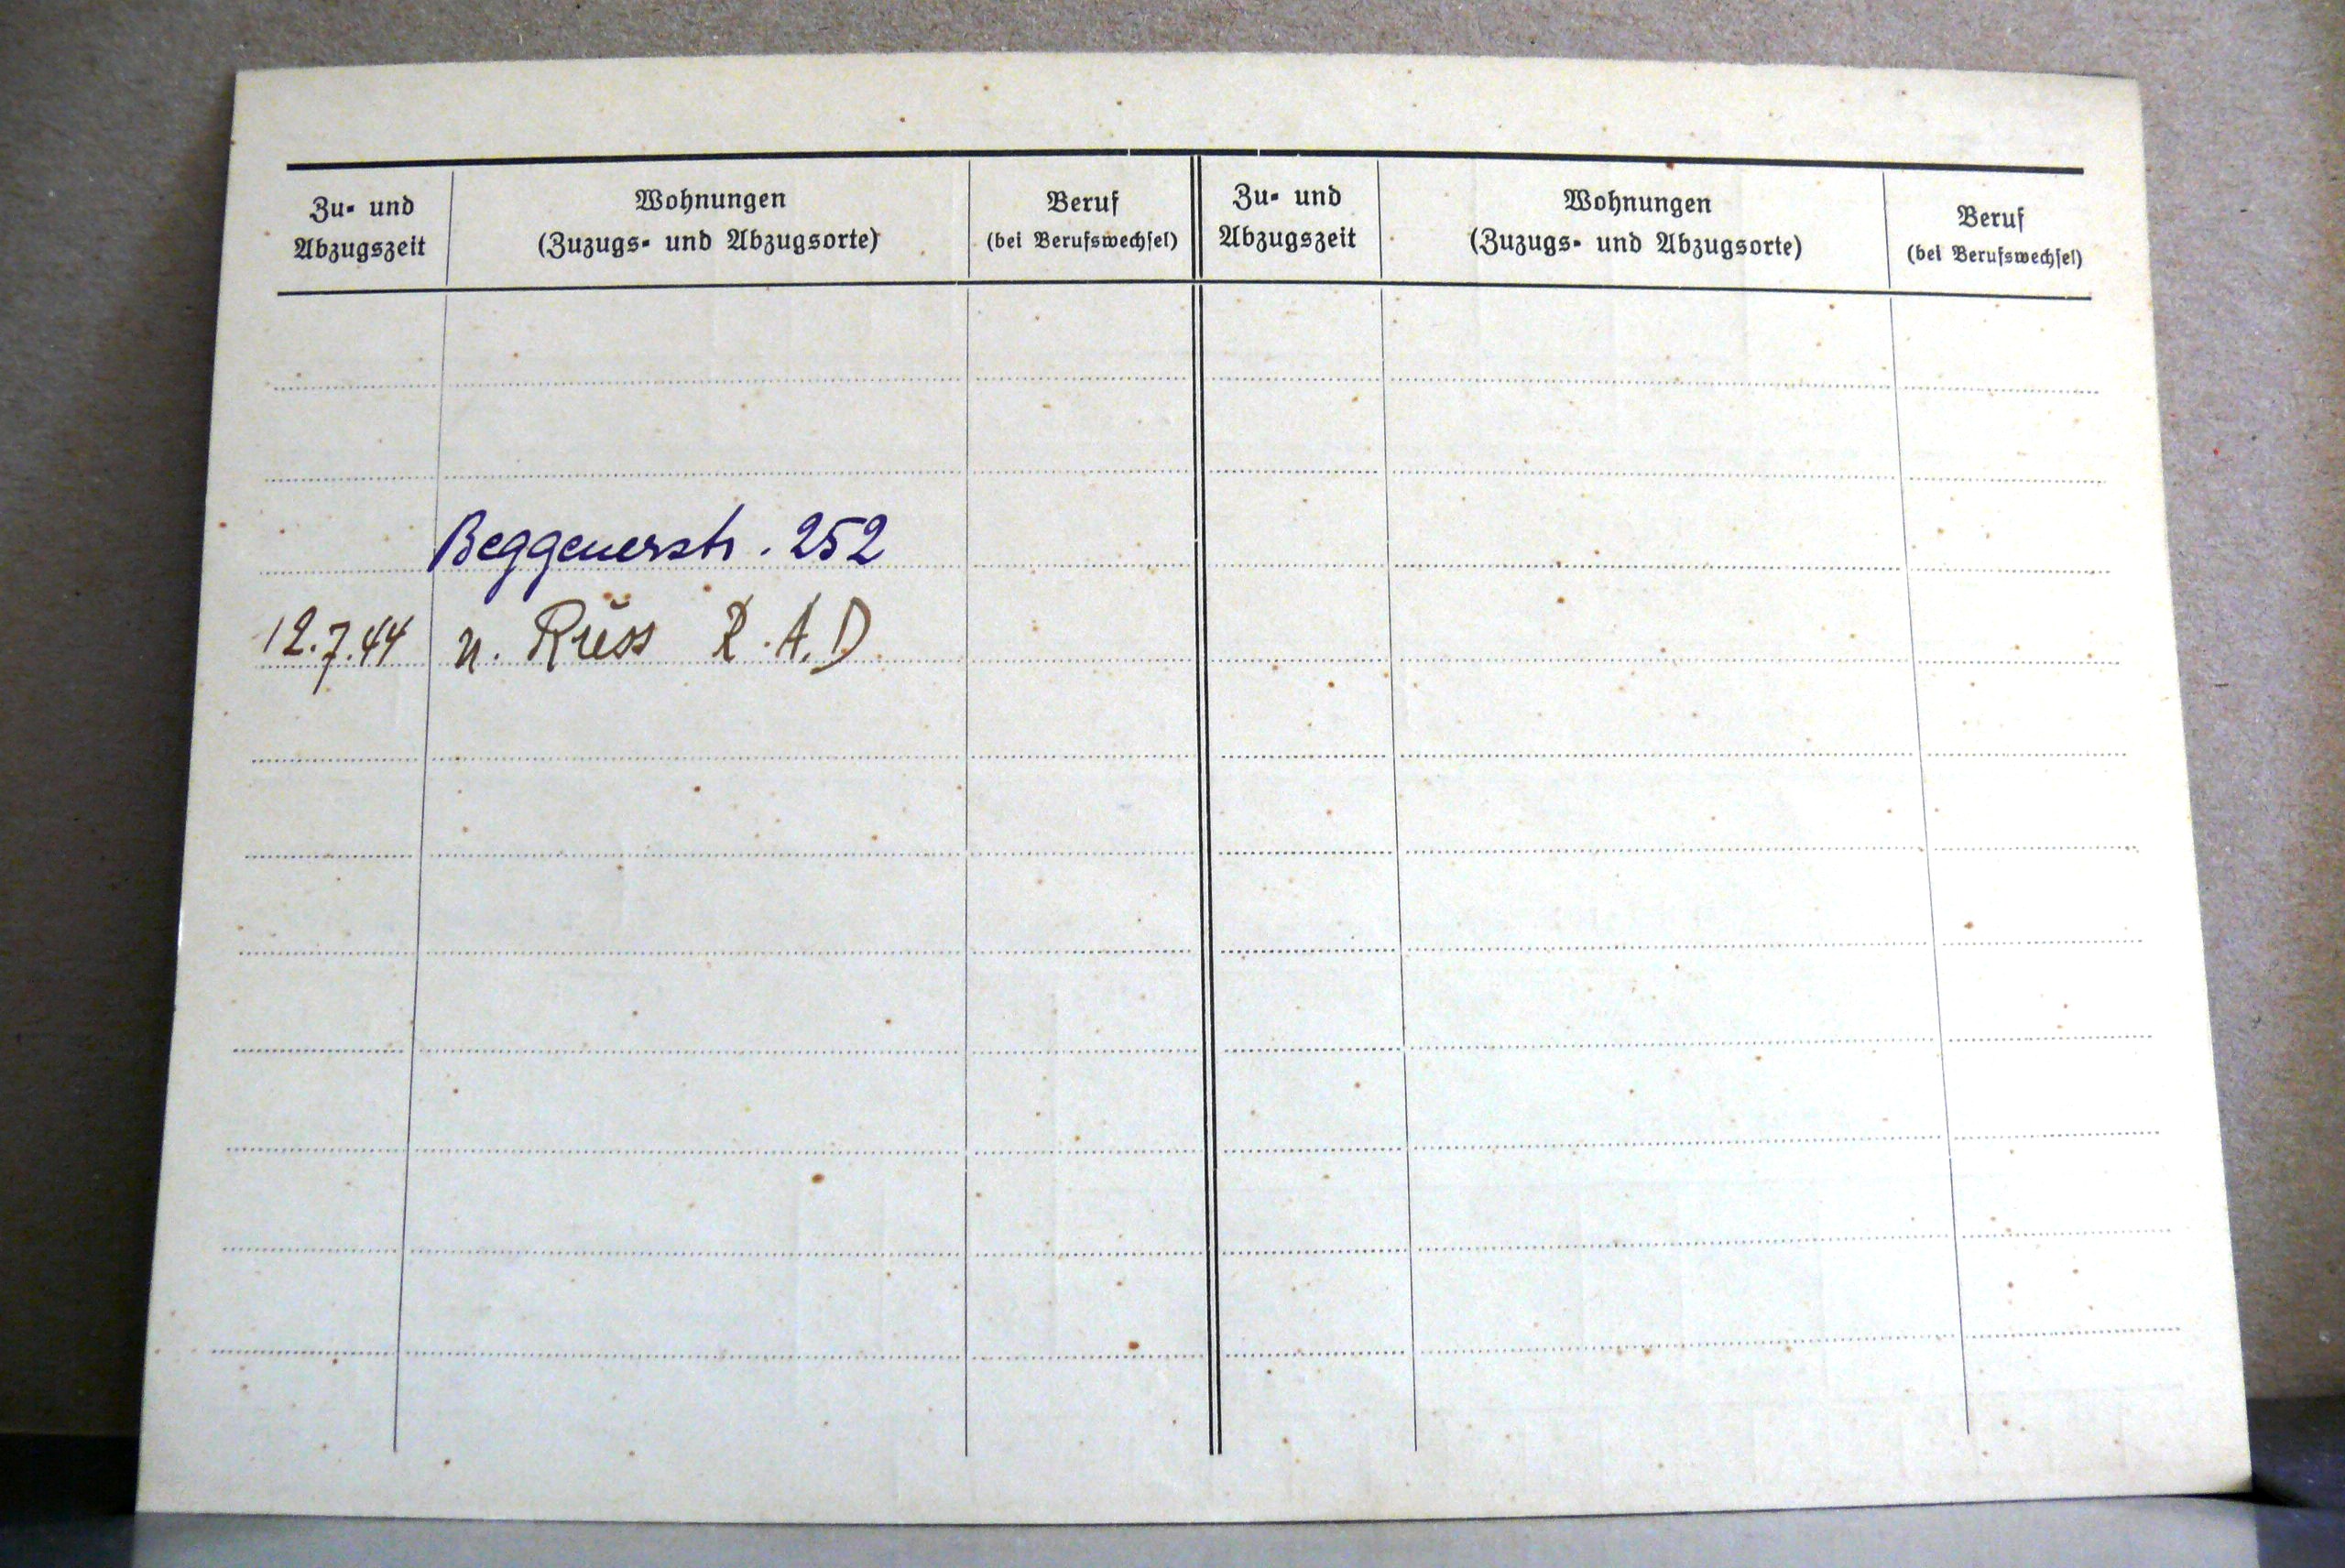 Zu- und
Abzugszeit
Wohnungen
(Zuzugs- und Abzugsorte)
Beruf
(bei Berufswechsel)
Zu- und
Abzugszeit
Wohnungen
(Zuzugs- und Abzugsorte)
Beruf
(bei Berufswechsel)
Beggenerstr. 252
12.7.44 n. Rŭss R.A.D.